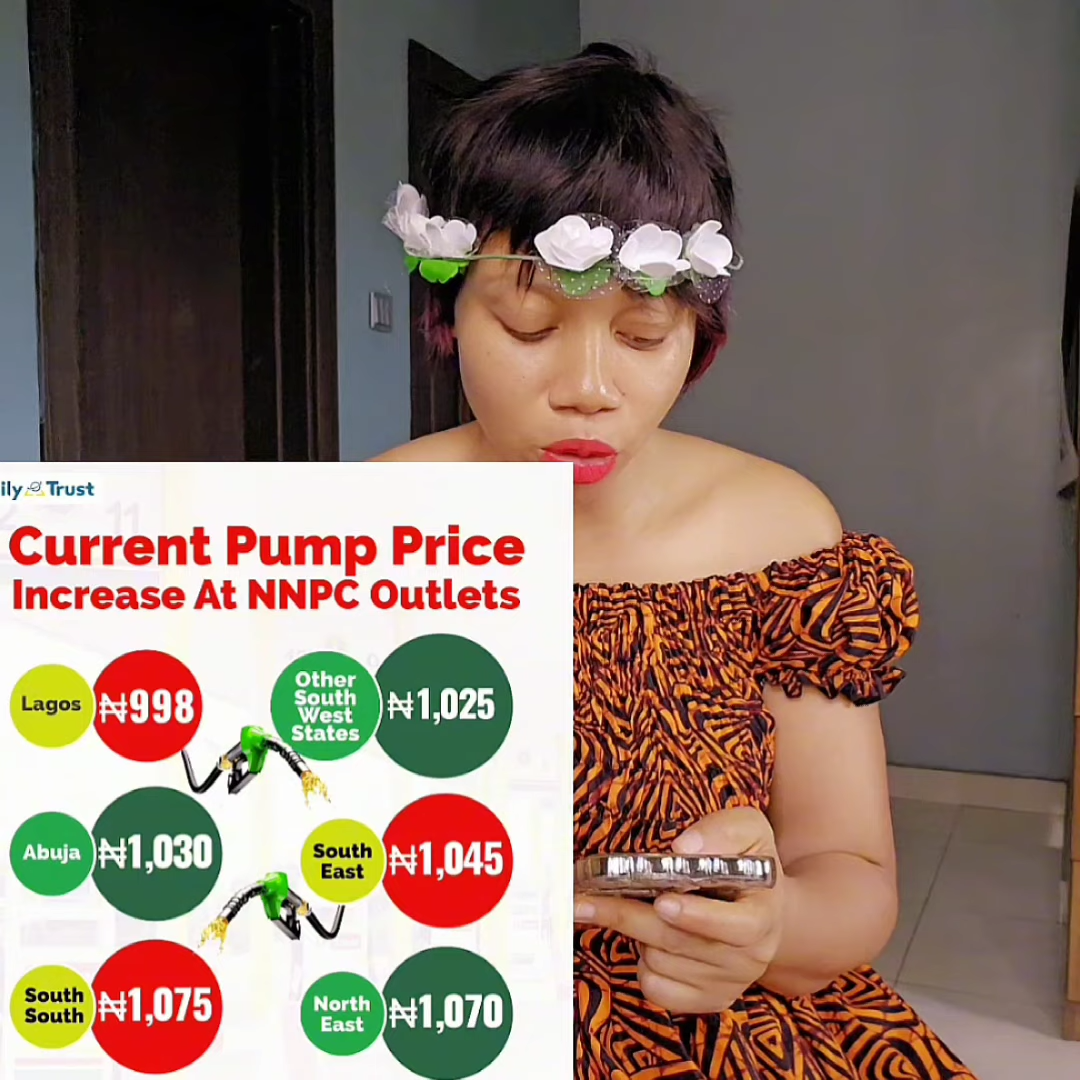 ily Trust
Current Pump Price
Increase At NNPC Outlets
Lagos ₦998
Other
South
West
States
₦1,025
Abuja ₦1,030
South
East
₦1,045
South
South
₦1,075
North
East
₦1,070